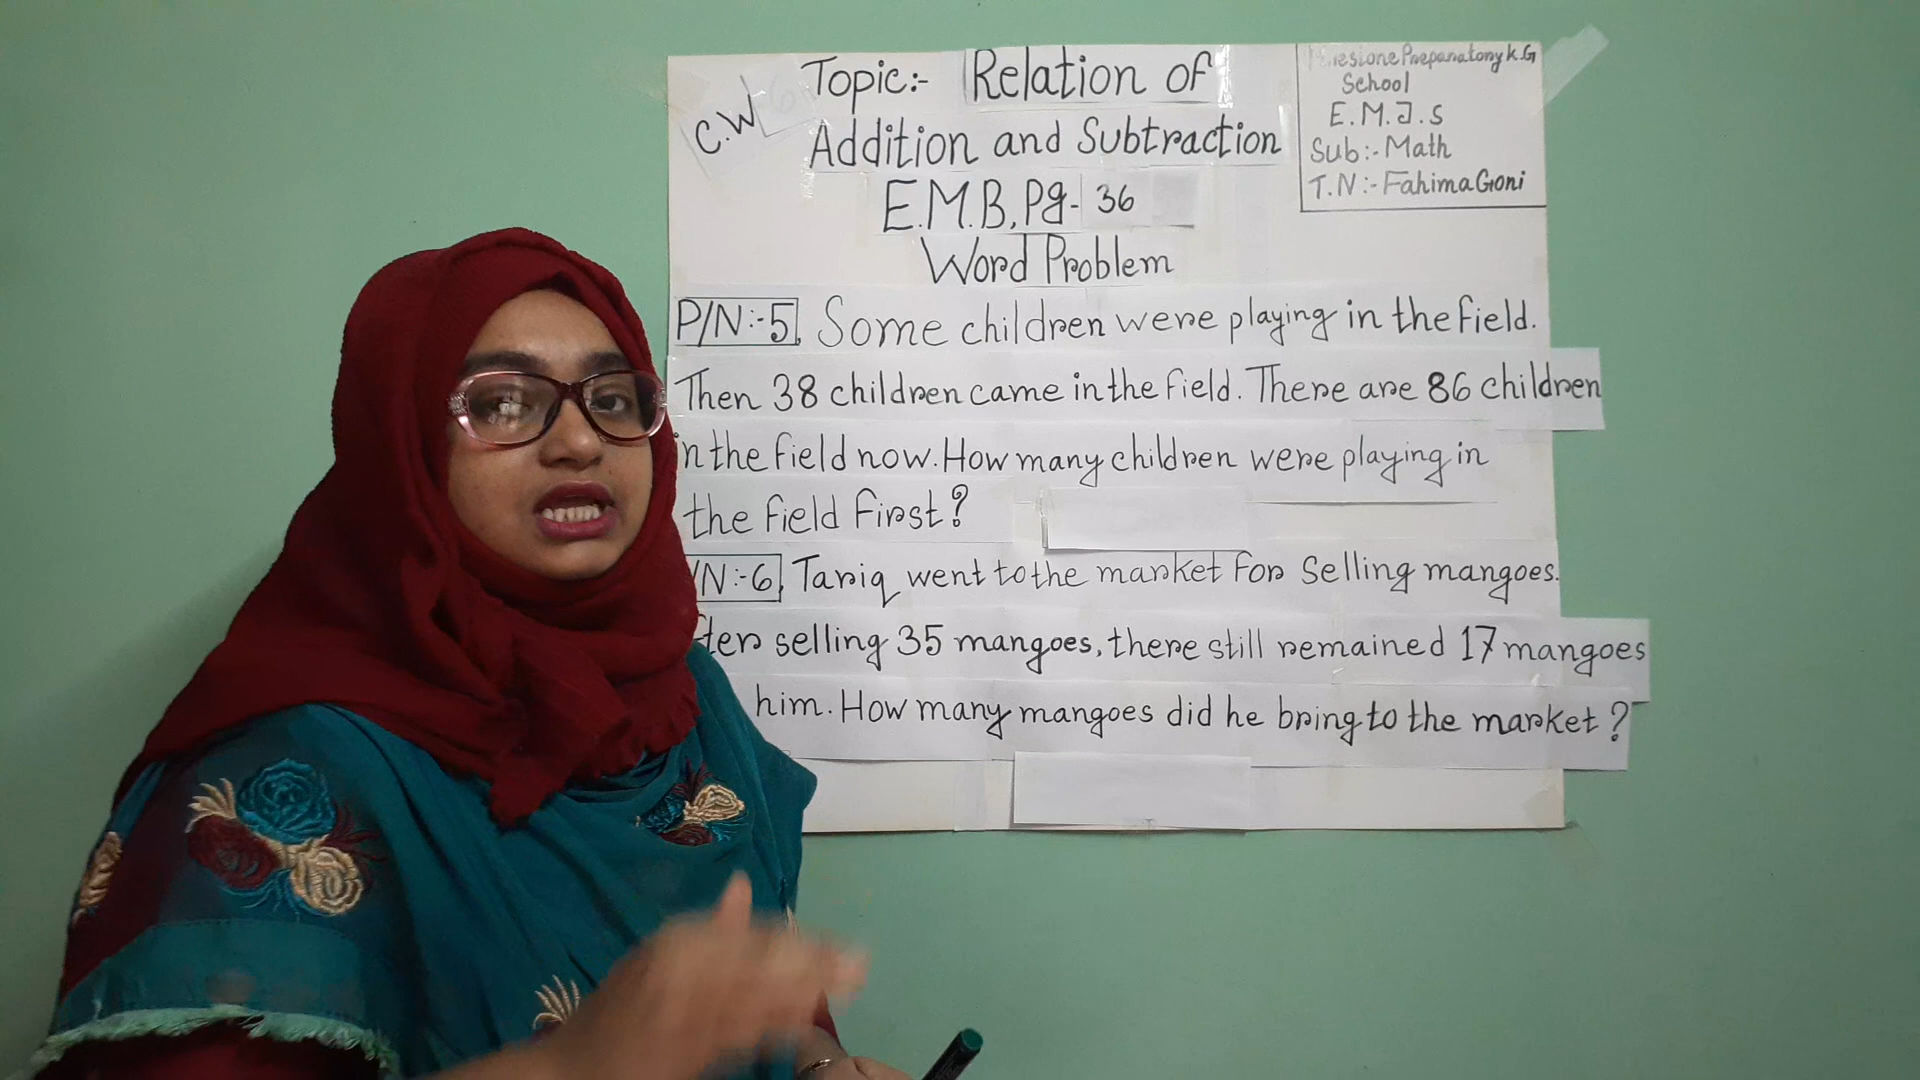 C.W
Topic:- Relation of
Addition and Subtraction
E.M.B, Pg- 36
Word Problem
Preparatory K.G
School
E.M.J.S
Sub:- Math
T.N:- Fahima Goni
P/N:-5, Some children were playing in the field.
Then 38 children came in the field. There are 86 children
in the field now. How many children were playing in
the field first?
/N:-6, Tariq went to the market for selling mangoes.
fter selling 35 mangoes, there still remained 17 mangoes
him. How many mangoes did he bring to the market?